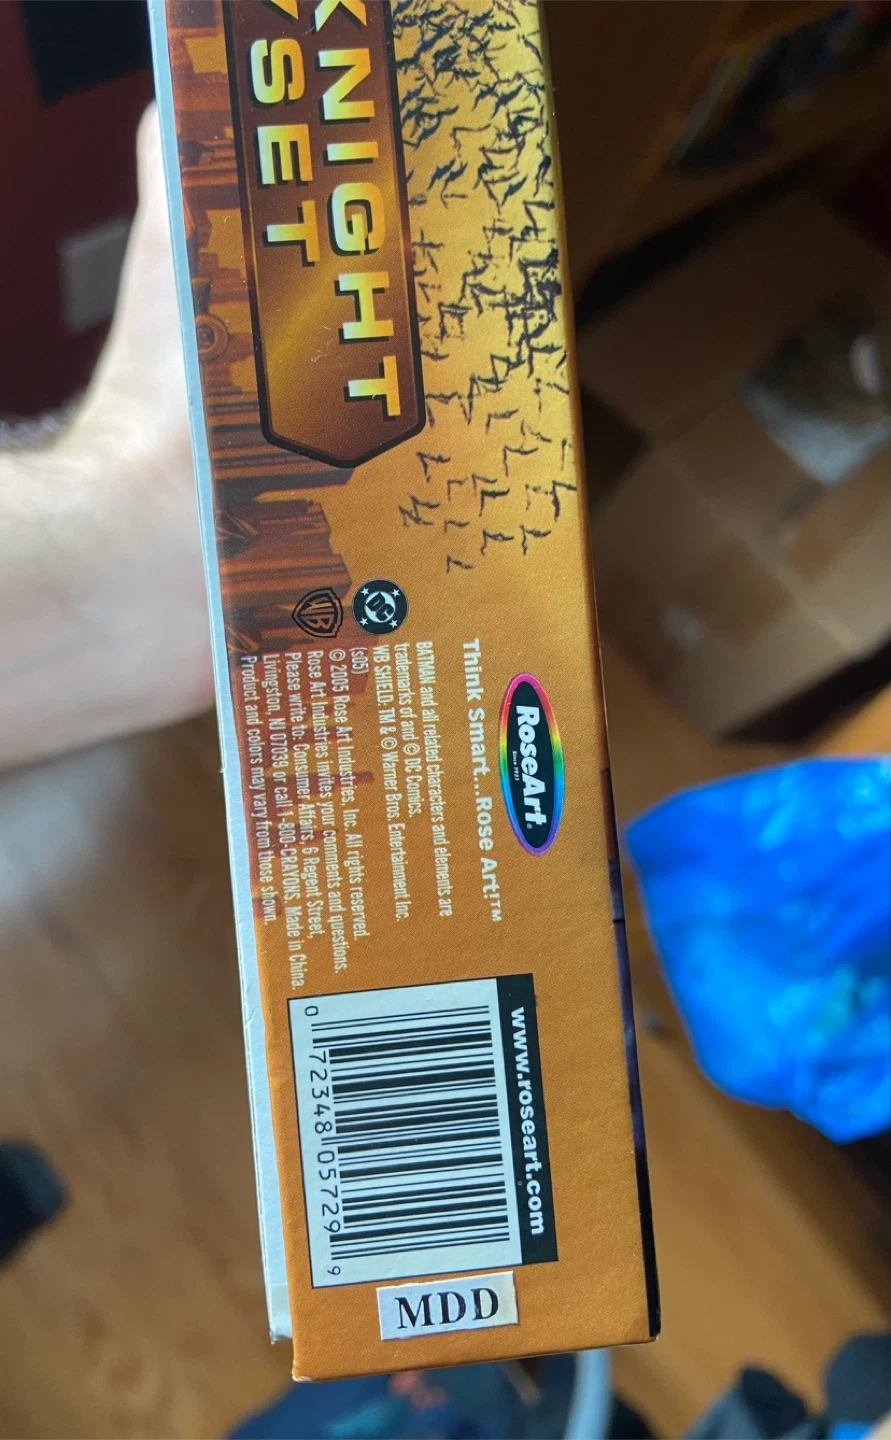 KNIGHT
SET
RoseArt®
Since 1923
Think Smart...Rose Art!™
BATMAN and all related characters and elements are
trademarks of and © DC Comics.
WB SHIELD: TM & © Warner Bros. Entertainment Inc.
(s05)
© 2005 Rose Art Industries, Inc. All rights reserved.
Rose Art Industries invites your comments and questions.
Please write to: Consumer Affairs, 6 Regent Street,
Livingston, NJ 07039 or call 1-800-CRAYONS. Made in China.
Product and colors may vary from those shown.
DC
WB
www.roseart.com
0 72348 05729 9
MDD